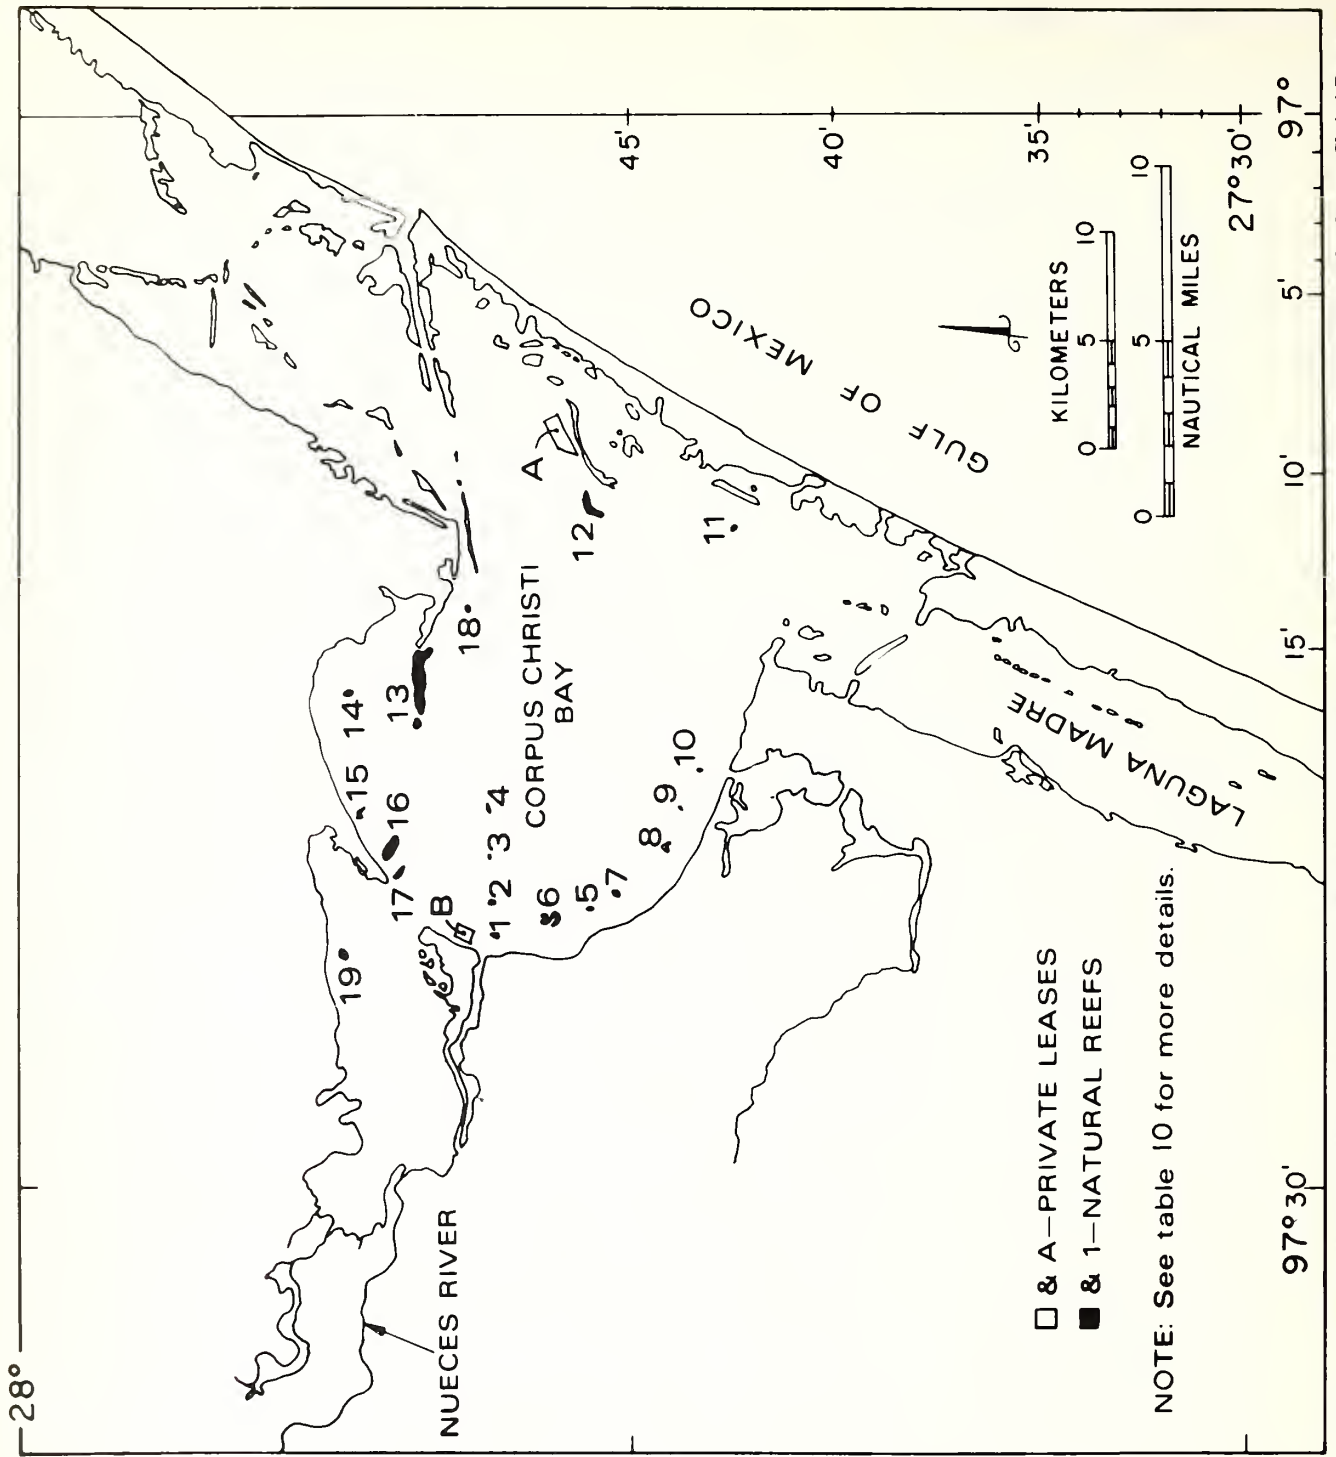 28°
45'
40'
35'
27°30'
97°
5'
10'
15'
97°30'
NUECES RIVER
19
17
16
15
14
13
18
B
1
2
3
4
6
5
7
8
9
10
11
12
A
CORPUS CHRISTI
BAY
GULF OF MEXICO
LAGUNA MADRE
KILOMETERS
0 5 10
0 5 10
NAUTICAL MILES
□ & A—PRIVATE LEASES
■ & 1—NATURAL REEFS
NOTE: See table 10 for more details.